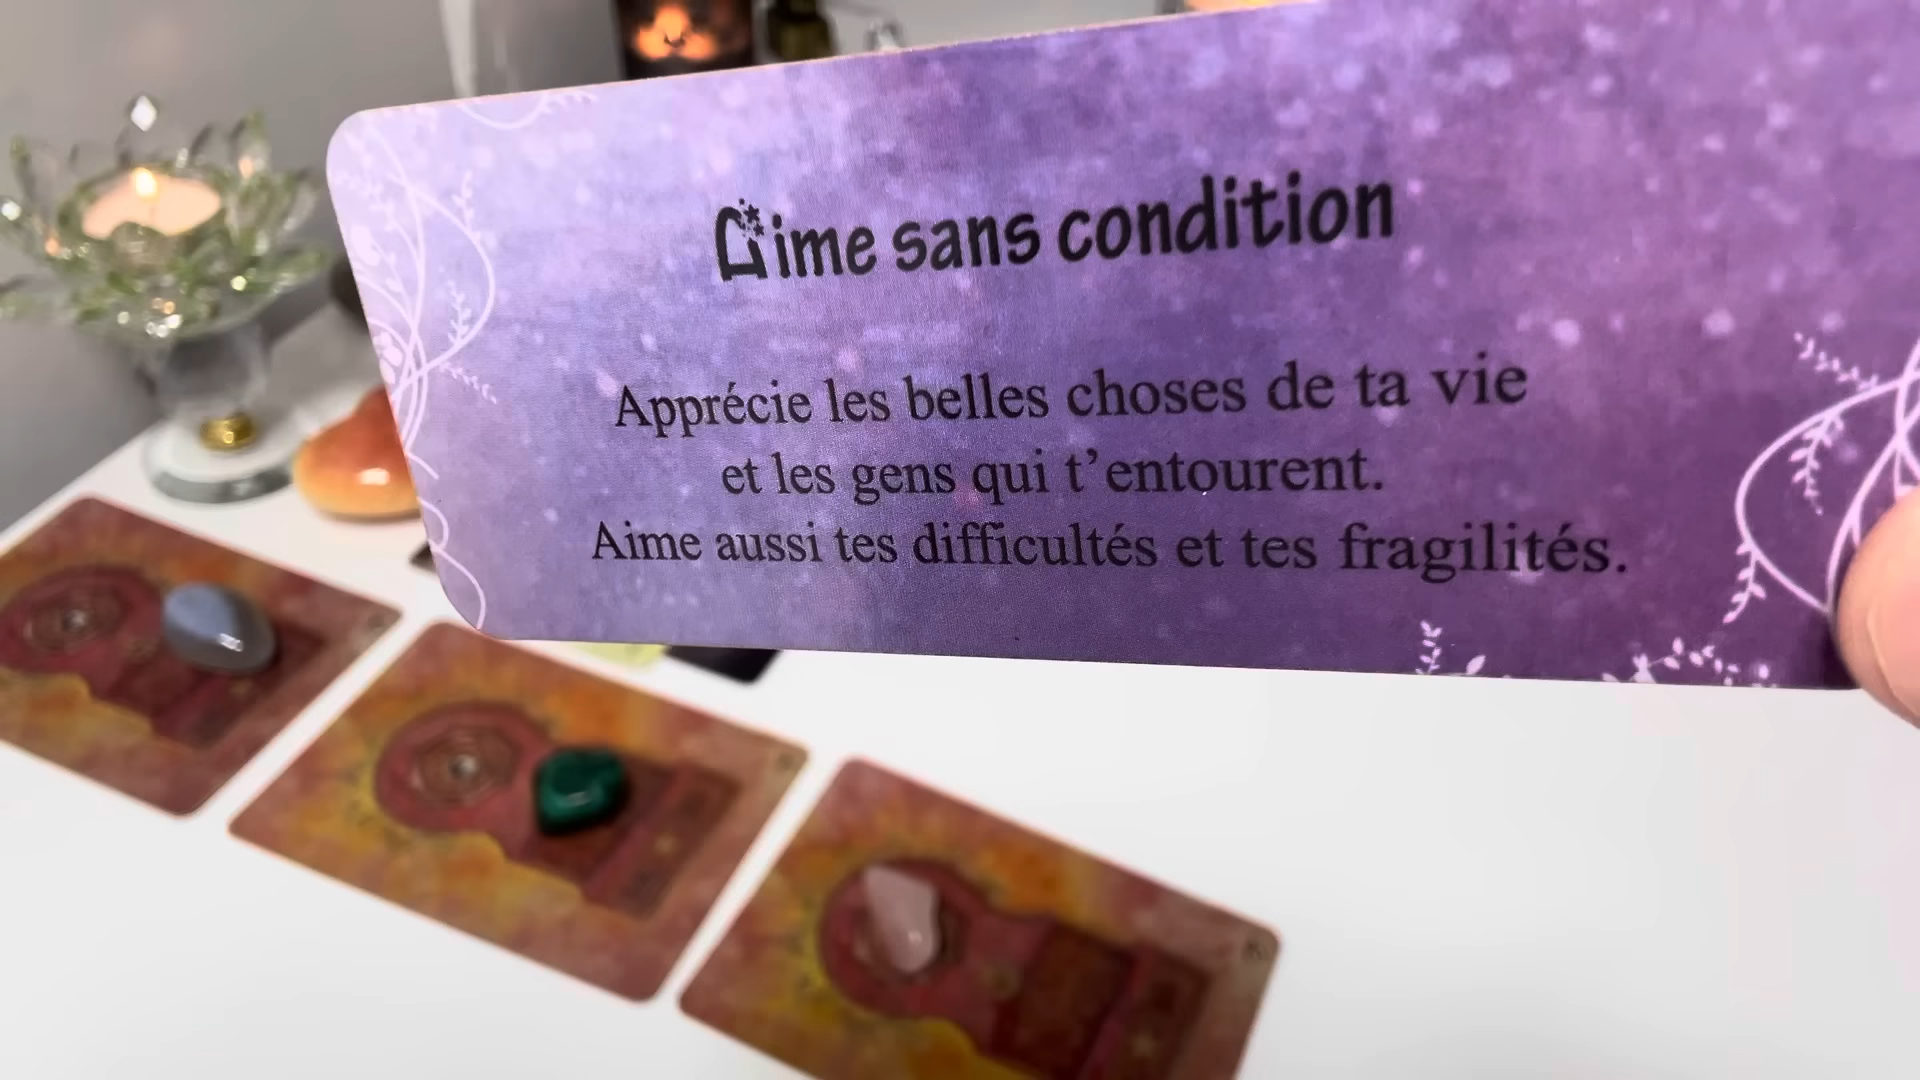 Aime sans condition
Apprécie les belles choses de ta vie
et les gens qui t’entourent.
Aime aussi tes difficultés et tes fragilités.